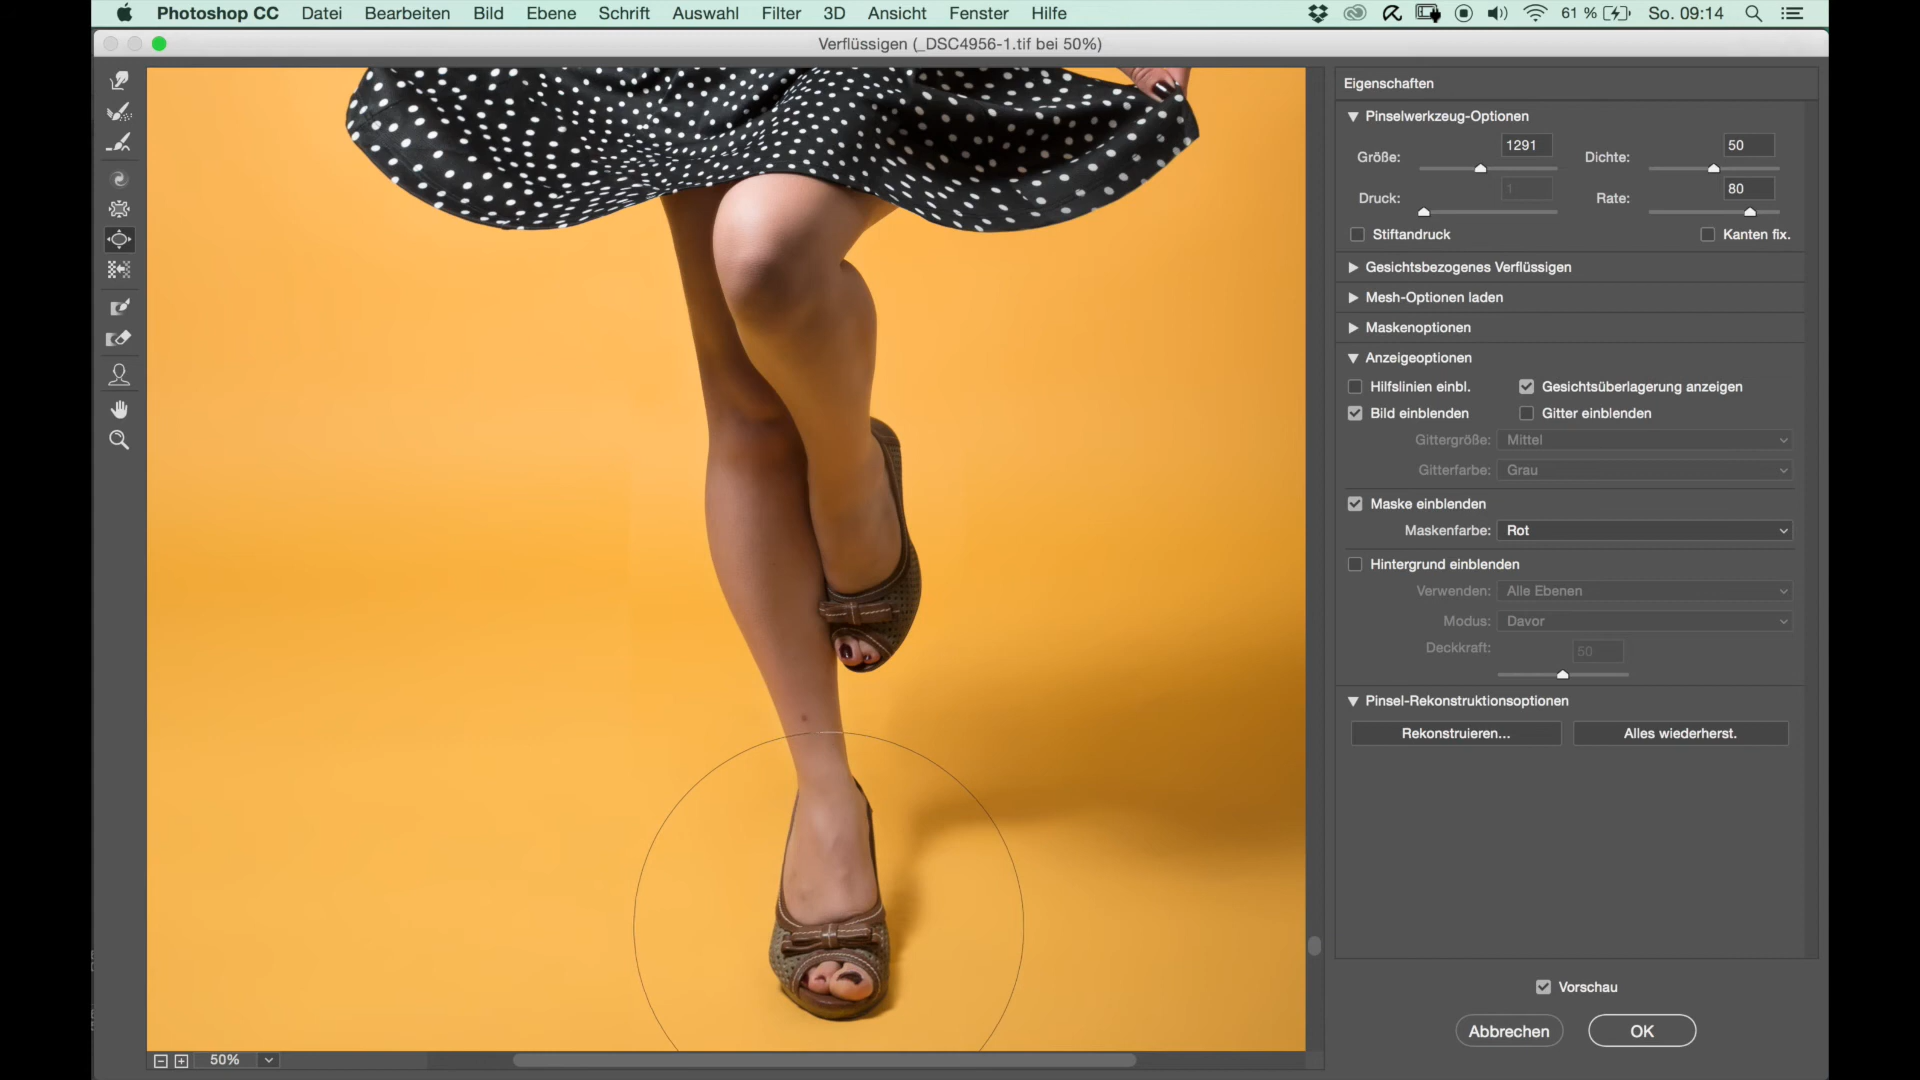 Photoshop CC Datei Bearbeiten Bild Ebene Schrift Auswahl Filter 3D Ansicht Fenster Hilfe 61 % So. 09:14
Verflüssigen (_DSC4956-1.tif bei 50%)
Eigenschaften
Pinselwerkzeug-Optionen
Größe: 1291 Dichte: 50
Druck: 1 Rate: 80
Stiftandruck Kanten fix.
Gesichtsbezogenes Verflüssigen
Mesh-Optionen laden
Maskenoptionen
Anzeigeoptionen
Hilfslinien einbl. Gesichtsüberlagerung anzeigen
Bild einblenden Gitter einblenden
Gittergröße: Mittel
Gitterfarbe: Grau
Maske einblenden
Maskenfarbe: Rot
Hintergrund einblenden
Verwenden: Alle Ebenen
Modus: Davor
Deckkraft: 50
Pinsel-Rekonstruktionsoptionen
Rekonstruieren... Alles wiederherst.
Vorschau
Abbrechen OK
50%